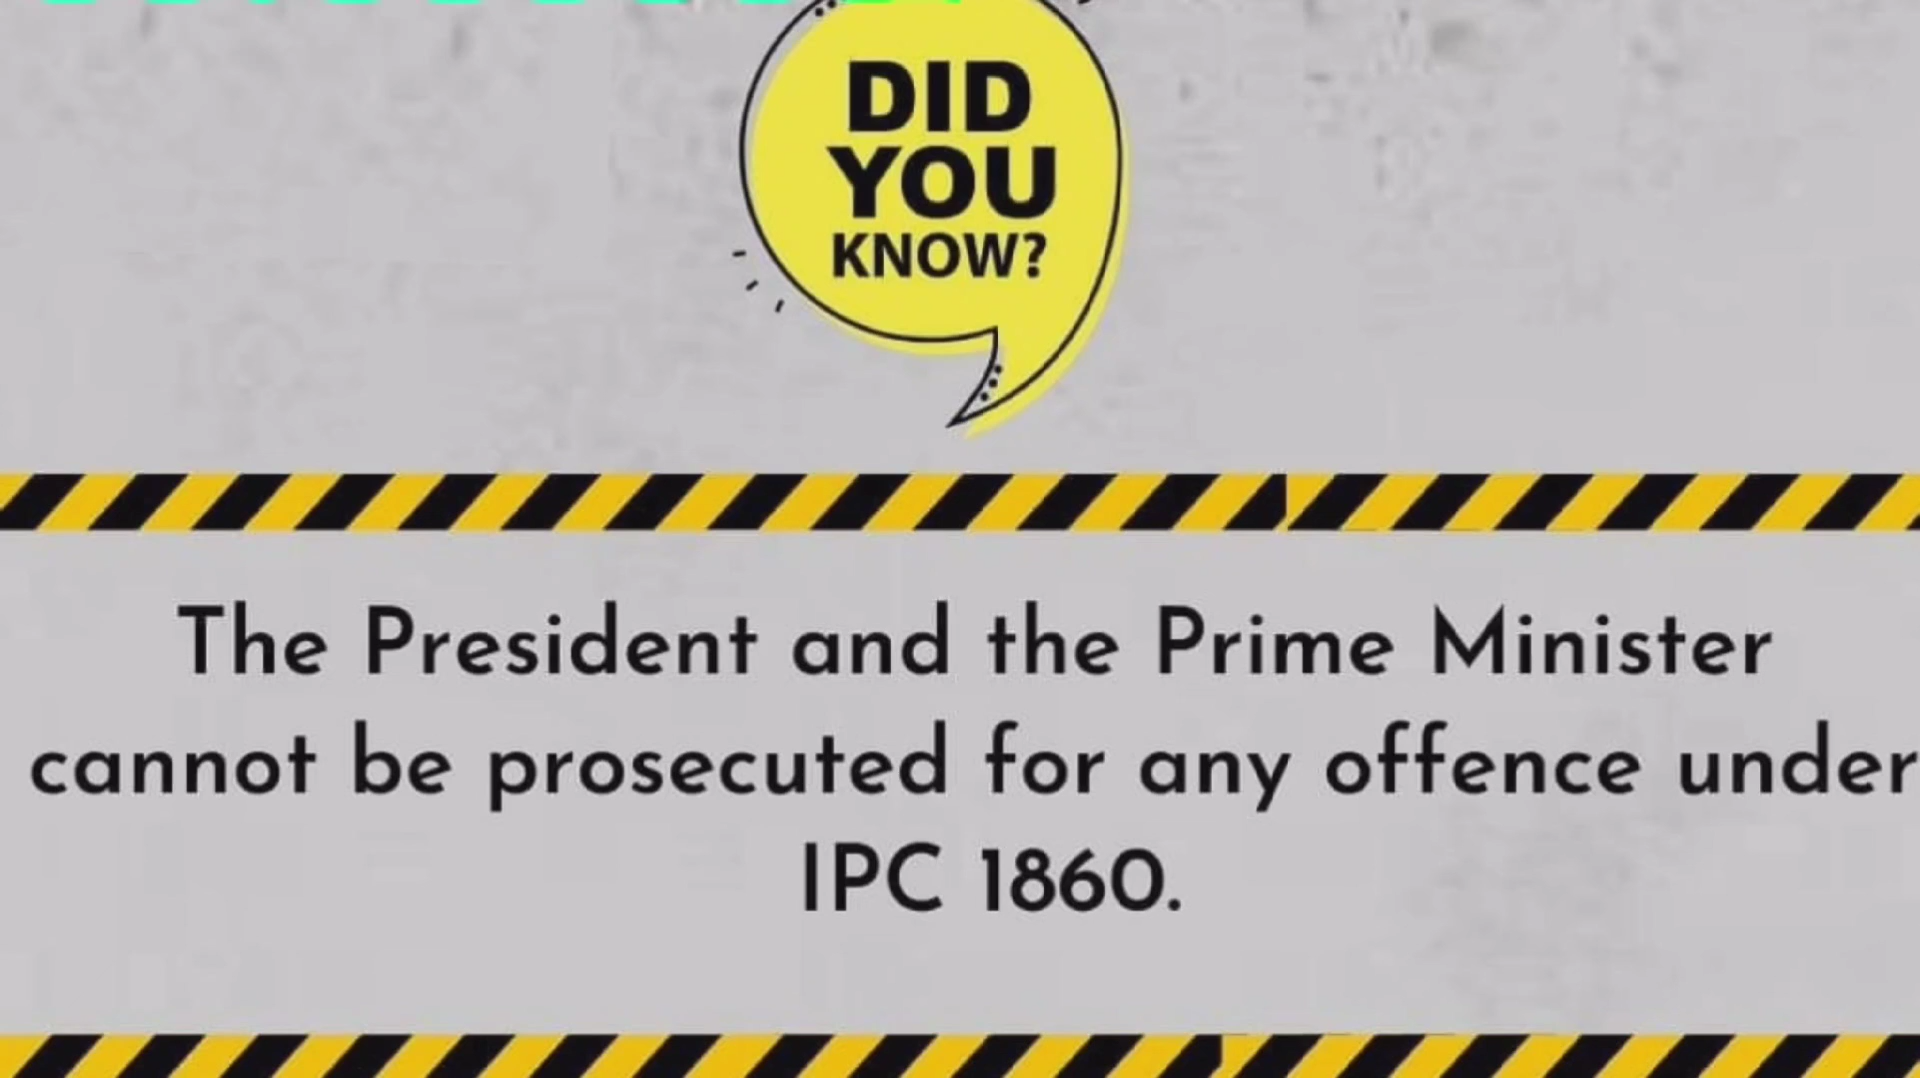 DID
YOU
KNOW?
The President and the Prime Minister
cannot be prosecuted for any offence under
IPC 1860.